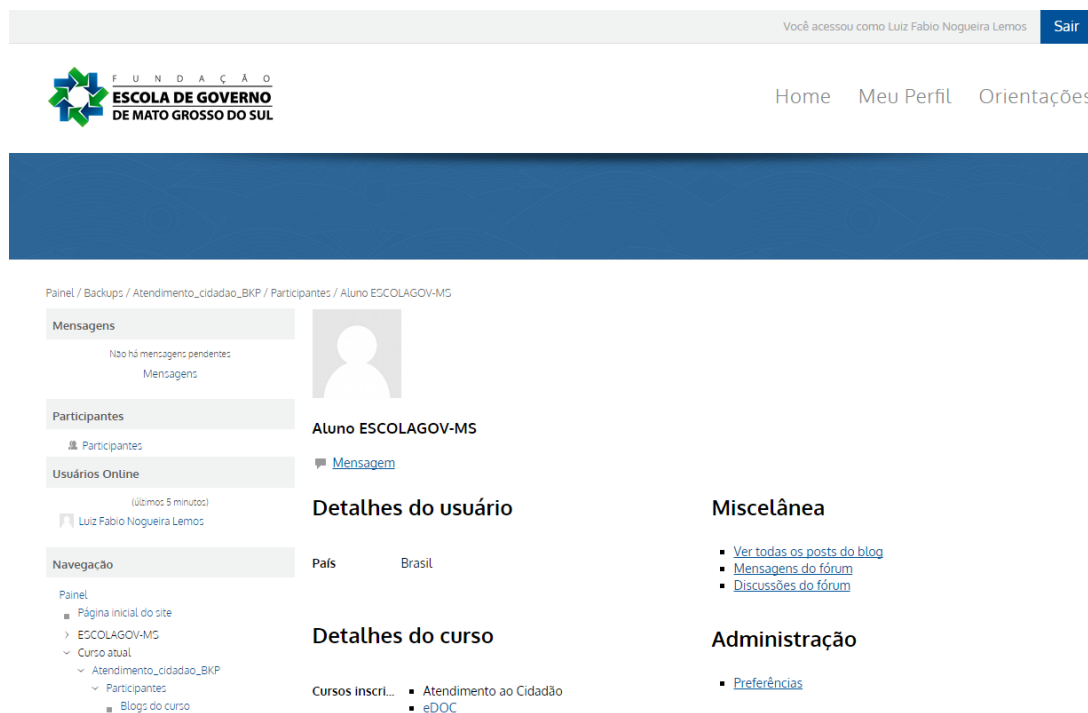 Você acessou como Luiz Fabio Nogueira Lemos Sair
FUNDAÇÃO
ESCOLA DE GOVERNO
DE MATO GROSSO DO SUL
Home Meu Perfil Orientações
Painel / Backups / Atendimento_cidadao_BKP / Participantes / Aluno ESCOLAGOV-MS
Mensagens
Não há mensagens pendentes
Mensagens
Participantes
Participantes
Usuários Online
(últimos 5 minutos)
Luiz Fabio Nogueira Lemos
Navegação
Painel
Página inicial do site
ESCOLAGOV-MS
Curso atual
Atendimento_cidadao_BKP
Participantes
Blogs do curso
Aluno ESCOLAGOV-MS
Mensagem
Detalhes do usuário
País Brasil
Detalhes do curso
Cursos inscri... Atendimento ao Cidadão
eDOC
Miscelânea
Ver todas os posts do blog
Mensagens do fórum
Discussões do fórum
Administração
Preferências